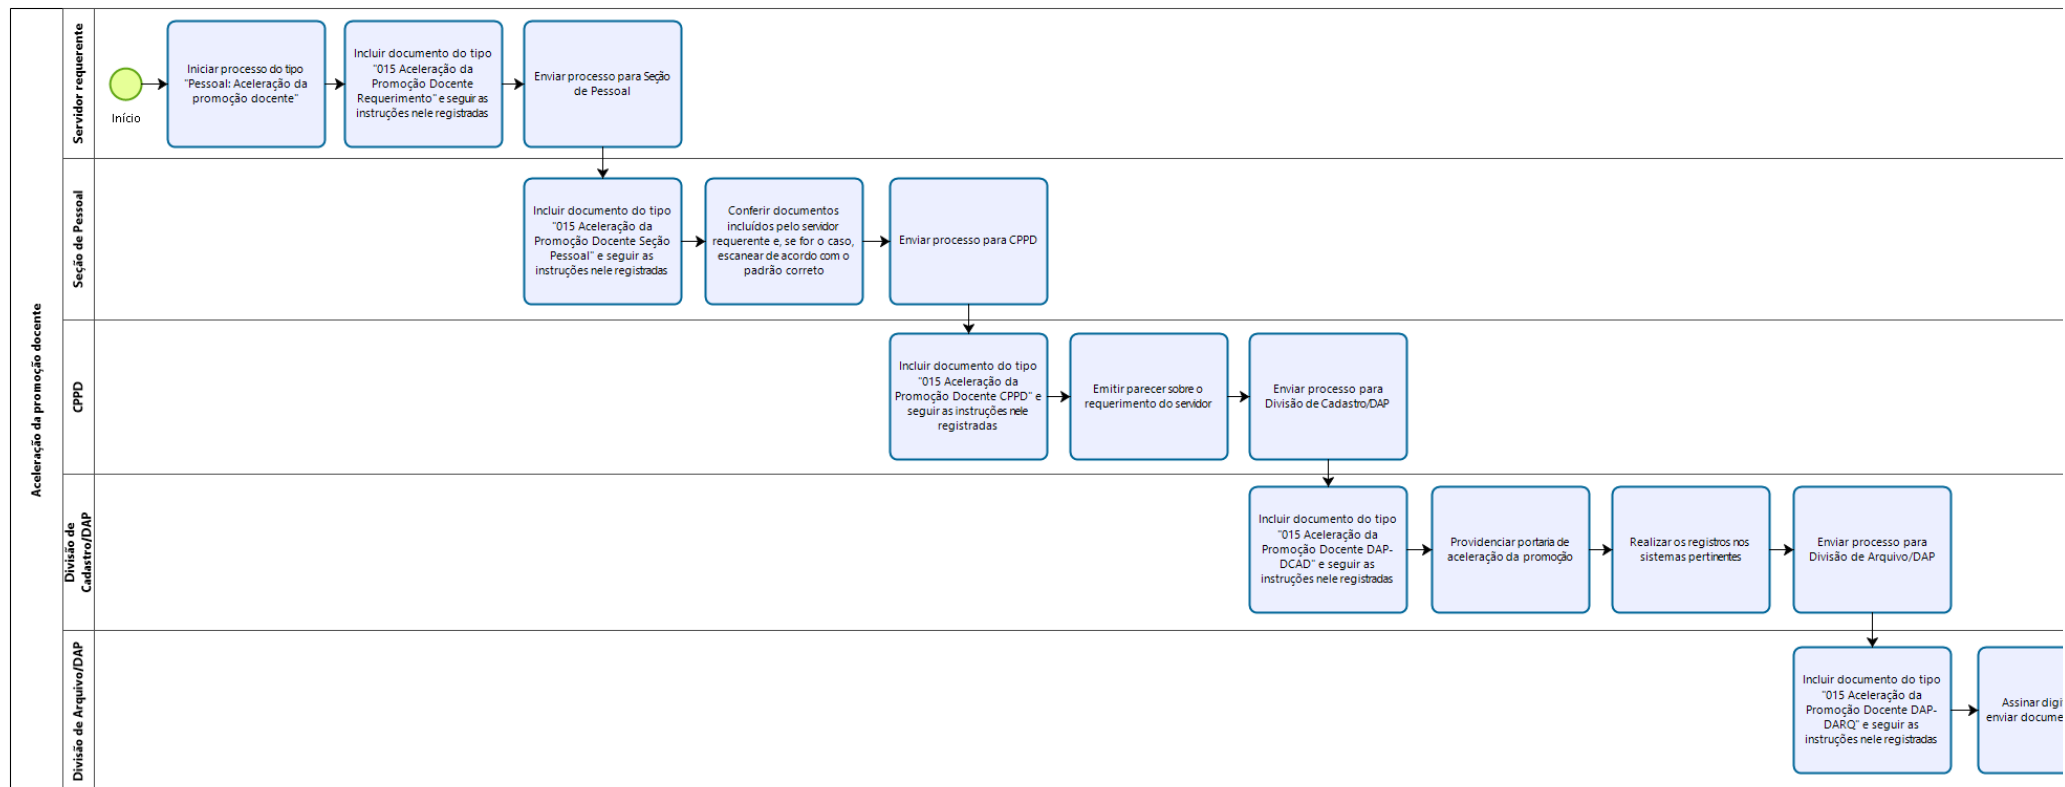 Aceleração da promoção docente
Servidor requerente
Início
Iniciar processo do tipo
"Pessoal: Aceleração da
promoção docente"
Incluir documento do tipo
"015 Aceleração da
Promoção Docente
Requerimento" e seguir as
instruções nele registradas
Enviar processo para Seção
de Pessoal
Seção de Pessoal
Incluir documento do tipo
"015 Aceleração da
Promoção Docente Seção
Pessoal" e seguir as
instruções nele registradas
Conferir documentos
incluídos pelo servidor
requerente e, se for o caso,
escanear de acordo com o
padrão correto
Enviar processo para CPPD
CPPD
Incluir documento do tipo
"015 Aceleração da
Promoção Docente CPPD" e
seguir as instruções nele
registradas
Emitir parecer sobre o
requerimento do servidor
Enviar processo para
Divisão de Cadastro/DAP
Divisão de
Cadastro/DAP
Incluir documento do tipo
"015 Aceleração da
Promoção Docente DAP-
DCAD" e seguir as
instruções nele registradas
Providenciar portaria de
aceleração da promoção
Realizar os registros nos
sistemas pertinentes
Enviar processo para
Divisão de Arquivo/DAP
Divisão de Arquivo/DAP
Incluir documento do tipo
"015 Aceleração da
Promoção Docente DAP-
DARQ" e seguir as
instruções nele registradas
Assinar
enviar